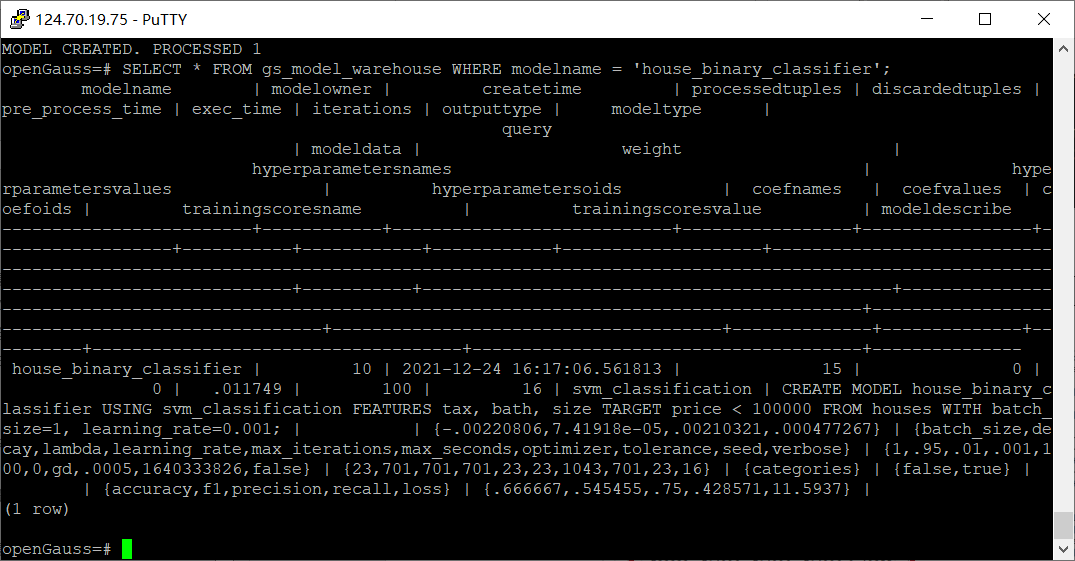 124.70.19.75 - PuTTY
MODEL CREATED. PROCESSED 1
openGauss=# SELECT * FROM gs_model_warehouse WHERE modelname = 'house_binary_classifier';
        modelname        | modelowner |         createtime         | processedtuples | discardedtuples |
pre_process_time | exec_time | iterations | outputtype |     modeltype      |
                                                  query
                             | modeldata |                    weight                     |
                         hyperparametersnames                                         |              hype
rparametersvalues               |          hyperparametersoids          |  coefnames   |  coefvalues  | c
oefoids |         trainingscoresname          |          trainingscoresvalue          | modeldescribe
-------------------------+------------+----------------------------+-----------------+-----------------+-
-----------------+-----------+------------+------------+--------------------+----------------------------
---------------------------------------------------------------------------------------------------------
-----------------------------+-----------+-----------------------------------------------+---------------
--------------------------------------------------------------------------------------+------------------
--------------------------------+---------------------------------------+--------------+--------------+--
--------+-------------------------------------+---------------------------------------+---------------
 house_binary_classifier |         10 | 2021-12-24 16:17:06.561813 |              15 |               0 |
               0 |   .011749 |        100 |         16 | svm_classification | CREATE MODEL house_binary_c
lassifier USING svm_classification FEATURES tax, bath, size TARGET price < 100000 FROM houses WITH batch_
size=1, learning_rate=0.001; |           | {-.00220806,7.41918e-05,.00210321,.000477267} | {batch_size,de
cay,lambda,learning_rate,max_iterations,max_seconds,optimizer,tolerance,seed,verbose} | {1,.95,.01,.001,1
00,0,gd,.0005,1640333826,false} | {23,701,701,701,23,23,1043,701,23,16} | {categories} | {false,true} |
        | {accuracy,f1,precision,recall,loss} | {.666667,.545455,.75,.428571,11.5937} |
(1 row)
openGauss=#